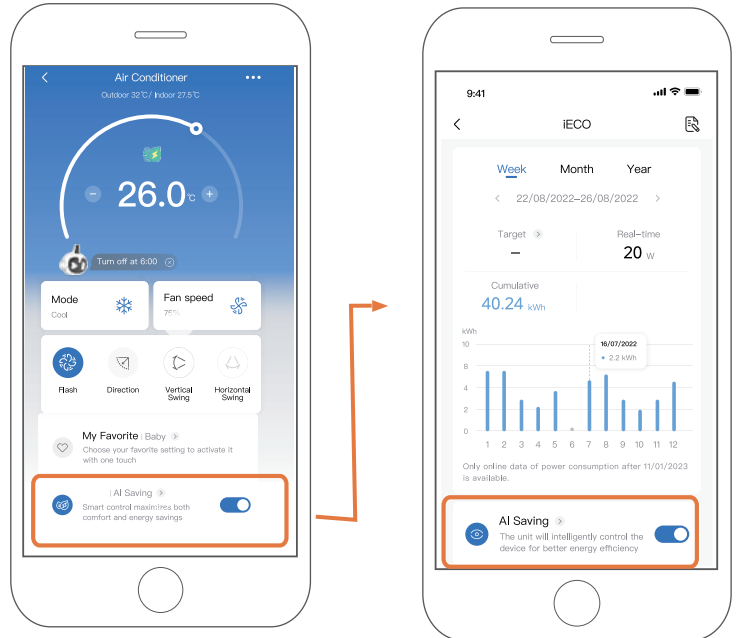 Air Conditioner
Outdoor 32℃/ Indoor 27.5℃
26.0℃
Turn off at 6:00
Mode
Cool
Fan speed
75%
Flash
Direction
Vertical
Swing
Horizontal
Swing
My Favorite | Baby
Choose your favorite setting to activate it
with one touch
| AI Saving
Smart control maximizes both
comfort and energy savings
9:41
iECO
Week Month Year
22/08/2022–26/08/2022
Target
–
Real–time
20 W
Cumulative
40.24 kWh
kWh
10
8
4
2
0
16/07/2022
2.2 kWh
1 2 3 4 5 6 7 8 9 10 11 12
Only online data of power consumption after 11/01/2023
is available.
AI Saving
The unit will intelligently control the
device for better energy efficiency